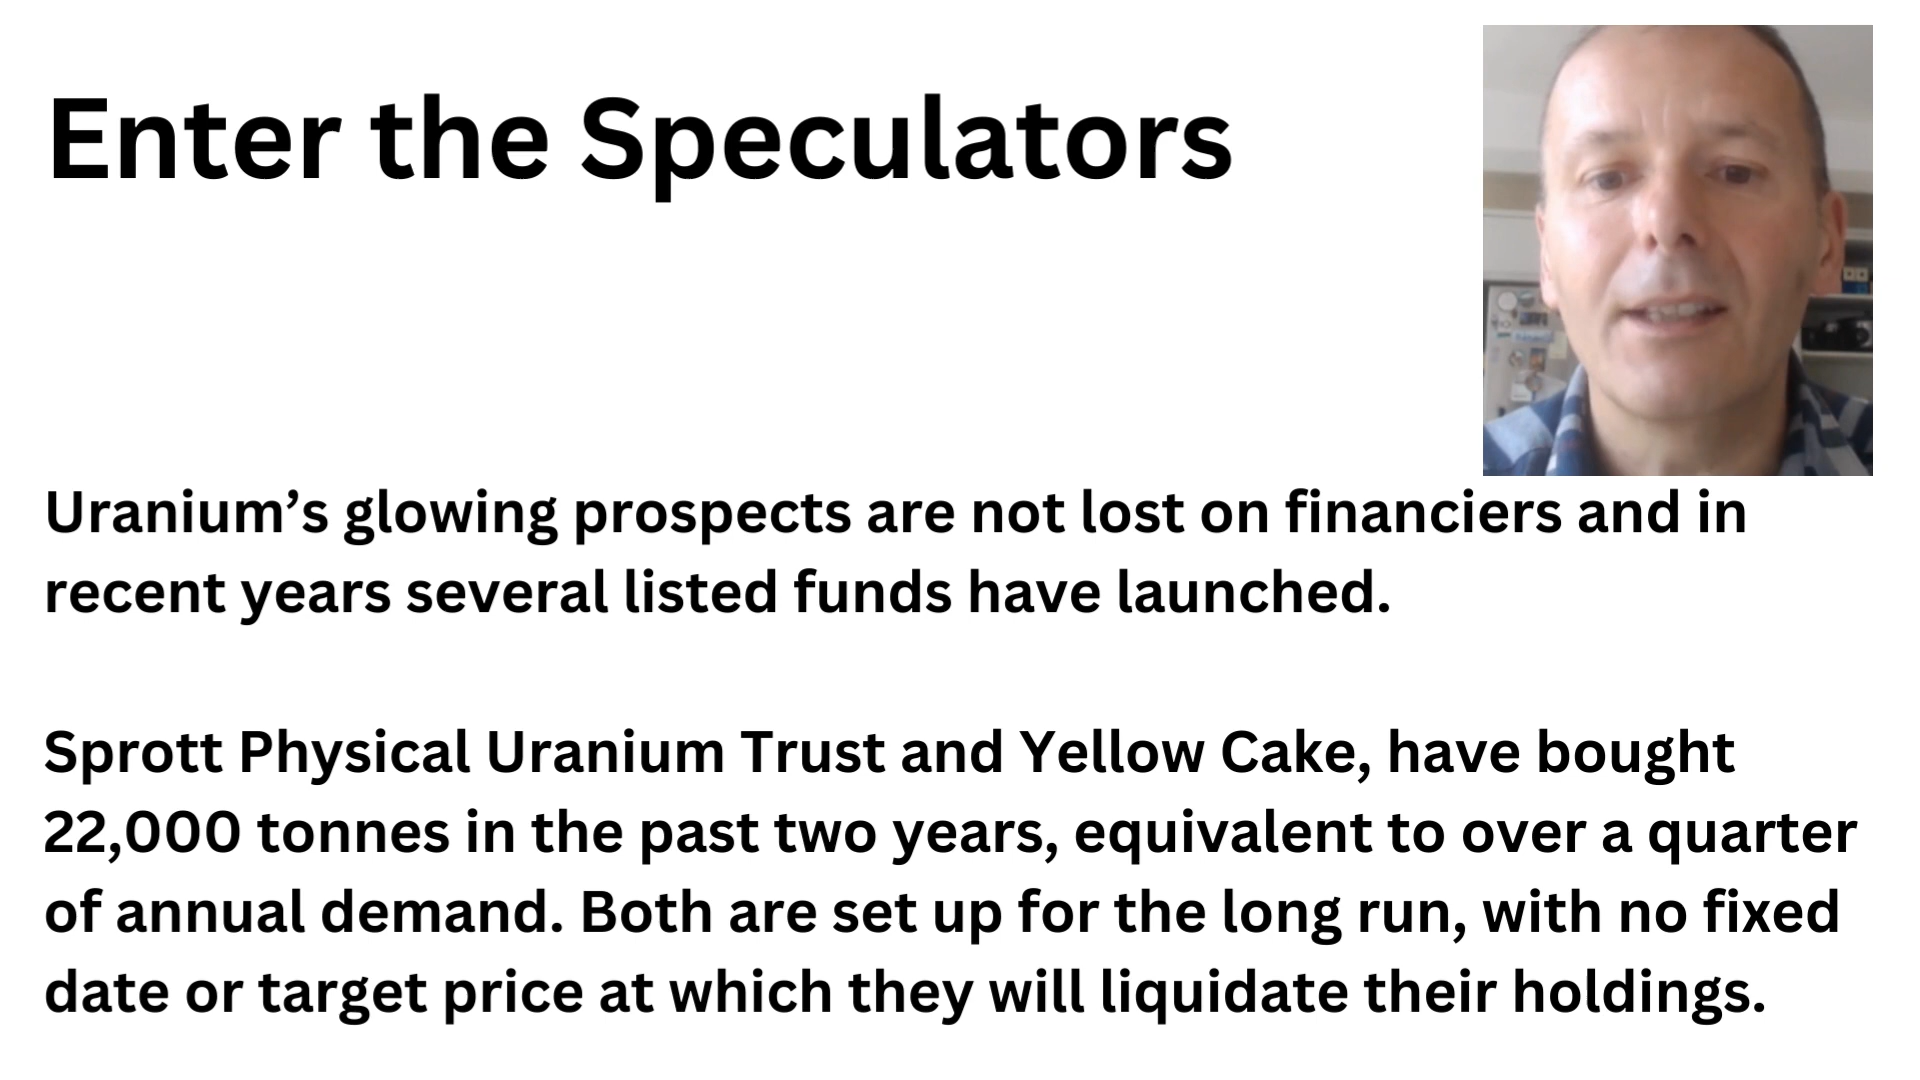 Enter the Speculators
Uranium’s glowing prospects are not lost on financiers and in
recent years several listed funds have launched.
Sprott Physical Uranium Trust and Yellow Cake, have bought
22,000 tonnes in the past two years, equivalent to over a quarter
of annual demand. Both are set up for the long run, with no fixed
date or target price at which they will liquidate their holdings.